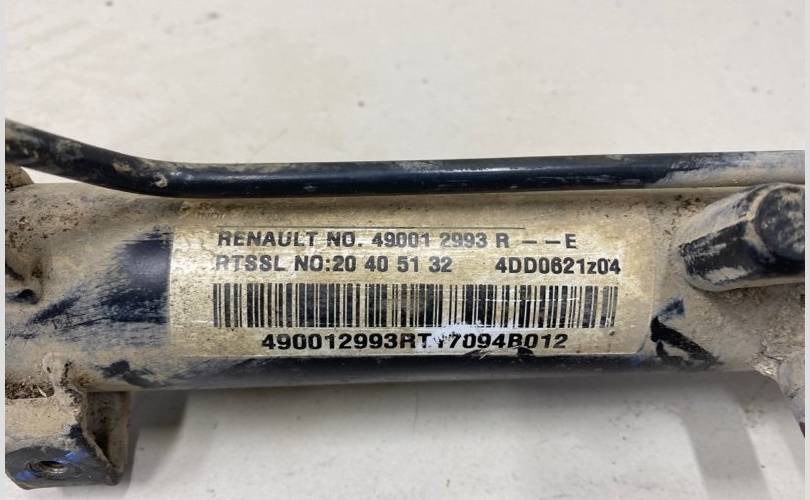 RENAULT NO. 49001 2993 R – – E
RTSSL NO:20 40 51 32 4DD0621z04
490012993RT17094B012